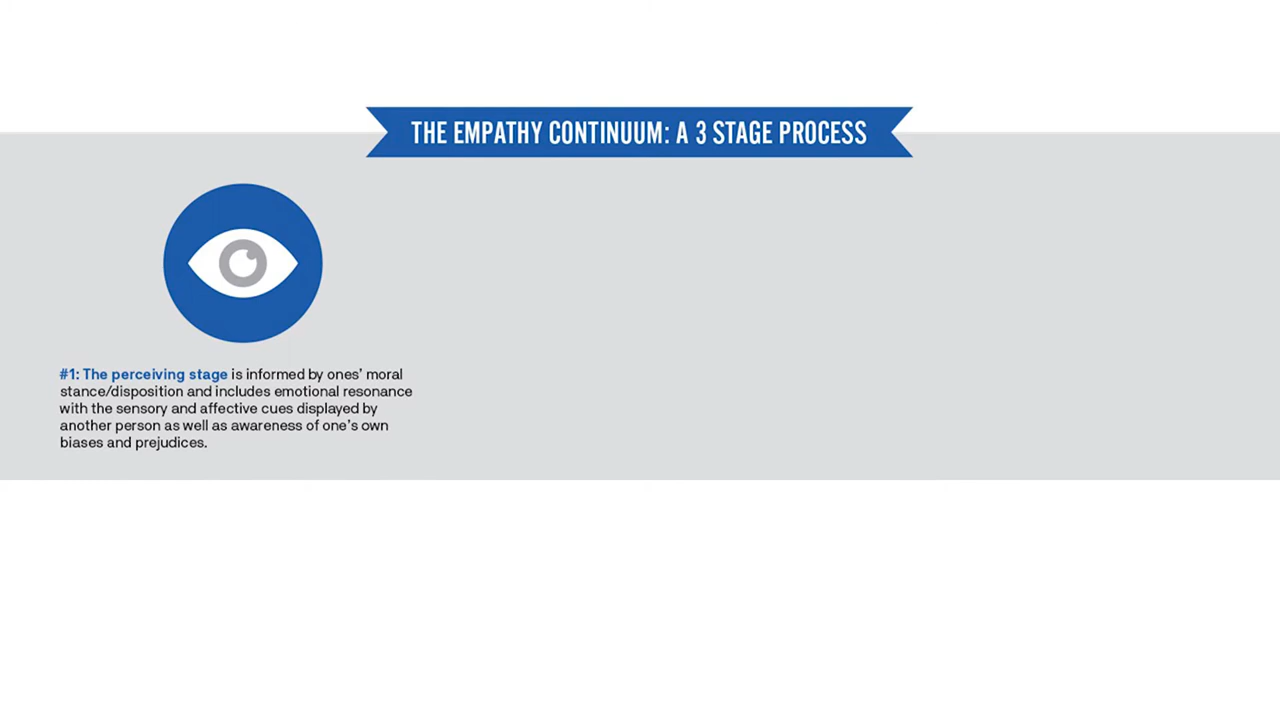 THE EMPATHY CONTINUUM: A 3 STAGE PROCESS
#1: The perceiving stage is informed by ones’ moral
stance/disposition and includes emotional resonance
with the sensory and affective cues displayed by
another person as well as awareness of one’s own
biases and prejudices.